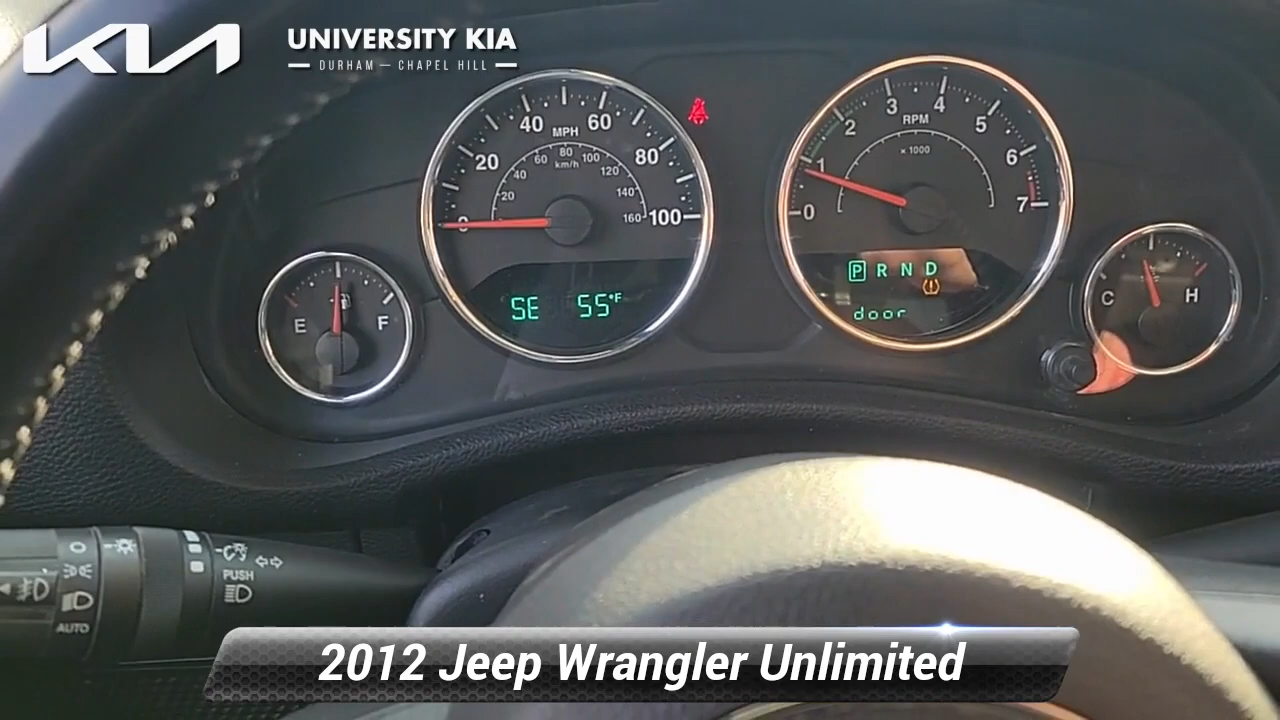 KIA
UNIVERSITY KIA
DURHAM — CHAPEL HILL
0 20 40 60 80 100
MPH
20 40 60 80 100 120 140 160
km/h
0 1 2 3 4 5 6 7
RPM
x 1000
E F
SE 55°F
P R N D
door
C H
PUSH
AUTO
2012 Jeep Wrangler Unlimited